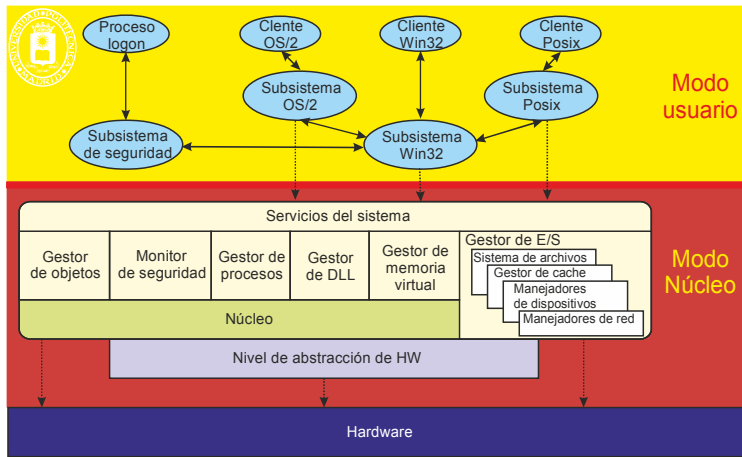 UNIVERSIDAD POLITECNICA
MADRID
Proceso
logon
Cliente
OS/2
Cliente
Win32
Cliente
Posix
Subsistema
OS/2
Subsistema
Posix
Modo
usuario
Subsistema
de seguridad
Subsistema
Win32
Servicios del sistema
Gestor
de objetos
Monitor
de seguridad
Gestor de
procesos
Gestor
de DLL
Gestor de
memoria
virtual
Gestor de E/S
Sistema de archivos
Gestor de cache
Manejadores
de dispositivos
Manejadores de red
Modo
Núcleo
Núcleo
Nivel de abstracción de HW
Hardware